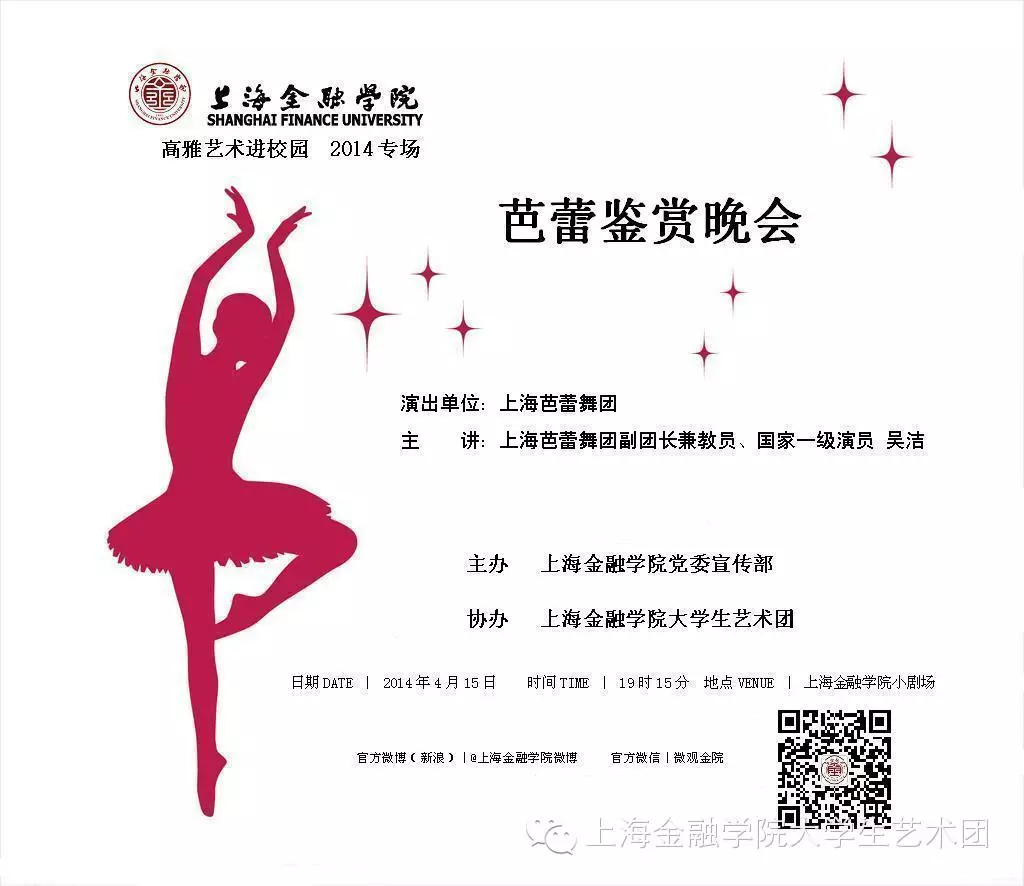 上海金融学院
SHANGHAI FINANCE UNIVERSITY
高雅艺术进校园 2014专场
芭蕾鉴赏晚会
演出单位：上海芭蕾舞团
主 讲：上海芭蕾舞团副团长兼教员、国家一级演员 吴洁
主办 上海金融学院党委宣传部
协办 上海金融学院大学生艺术团
日期DATE | 2014年4月15日 时间TIME | 19时15分 地点VENUE | 上海金融学院小剧场
官方微博（新浪）|@上海金融学院微博 官方微信|微观金院
上海金融学院大学生艺术团